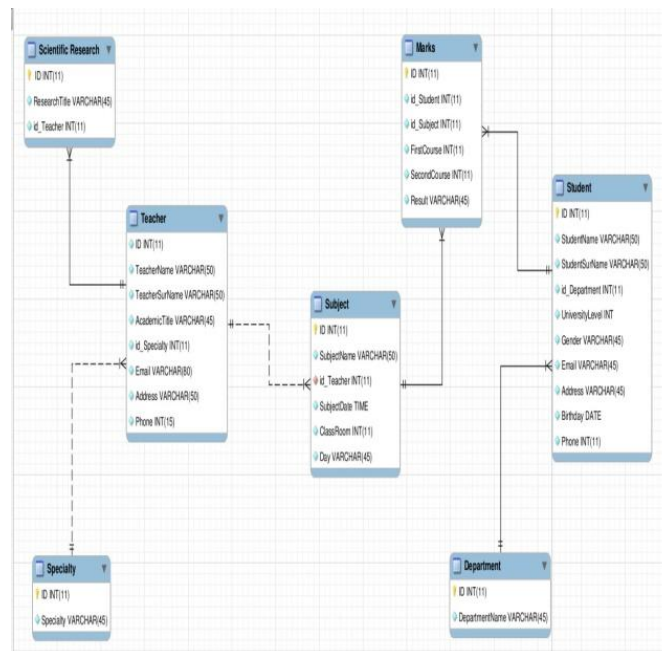 Scientific Research
ID INT(11)
ResearchTitle VARCHAR(45)
id_Teacher INT(11)
Marks
ID INT(11)
id_Student INT(11)
id_Subject INT(11)
FirstCourse INT(11)
SecondCourse INT(11)
Result VARCHAR(45)
Teacher
ID INT(11)
TeacherName VARCHAR(50)
TeacherSurName VARCHAR(50)
AcademicTitle VARCHAR(45)
id_Specialty INT(11)
Email VARCHAR(80)
Address VARCHAR(50)
Phone INT(15)
Subject
ID INT(11)
SubjectName VARCHAR(50)
id_Teacher INT(11)
SubjectDate TIME
ClassRoom INT(11)
Day VARCHAR(45)
Student
ID INT(11)
StudentName VARCHAR(50)
StudentSurName VARCHAR(50)
id_Department INT(11)
UniversityLevel INT
Gender VARCHAR(45)
Email VARCHAR(45)
Address VARCHAR(45)
Birthday DATE
Phone INT(11)
Specialty
ID INT(11)
Specialty VARCHAR(45)
Department
ID INT(11)
DepartmentName VARCHAR(45)